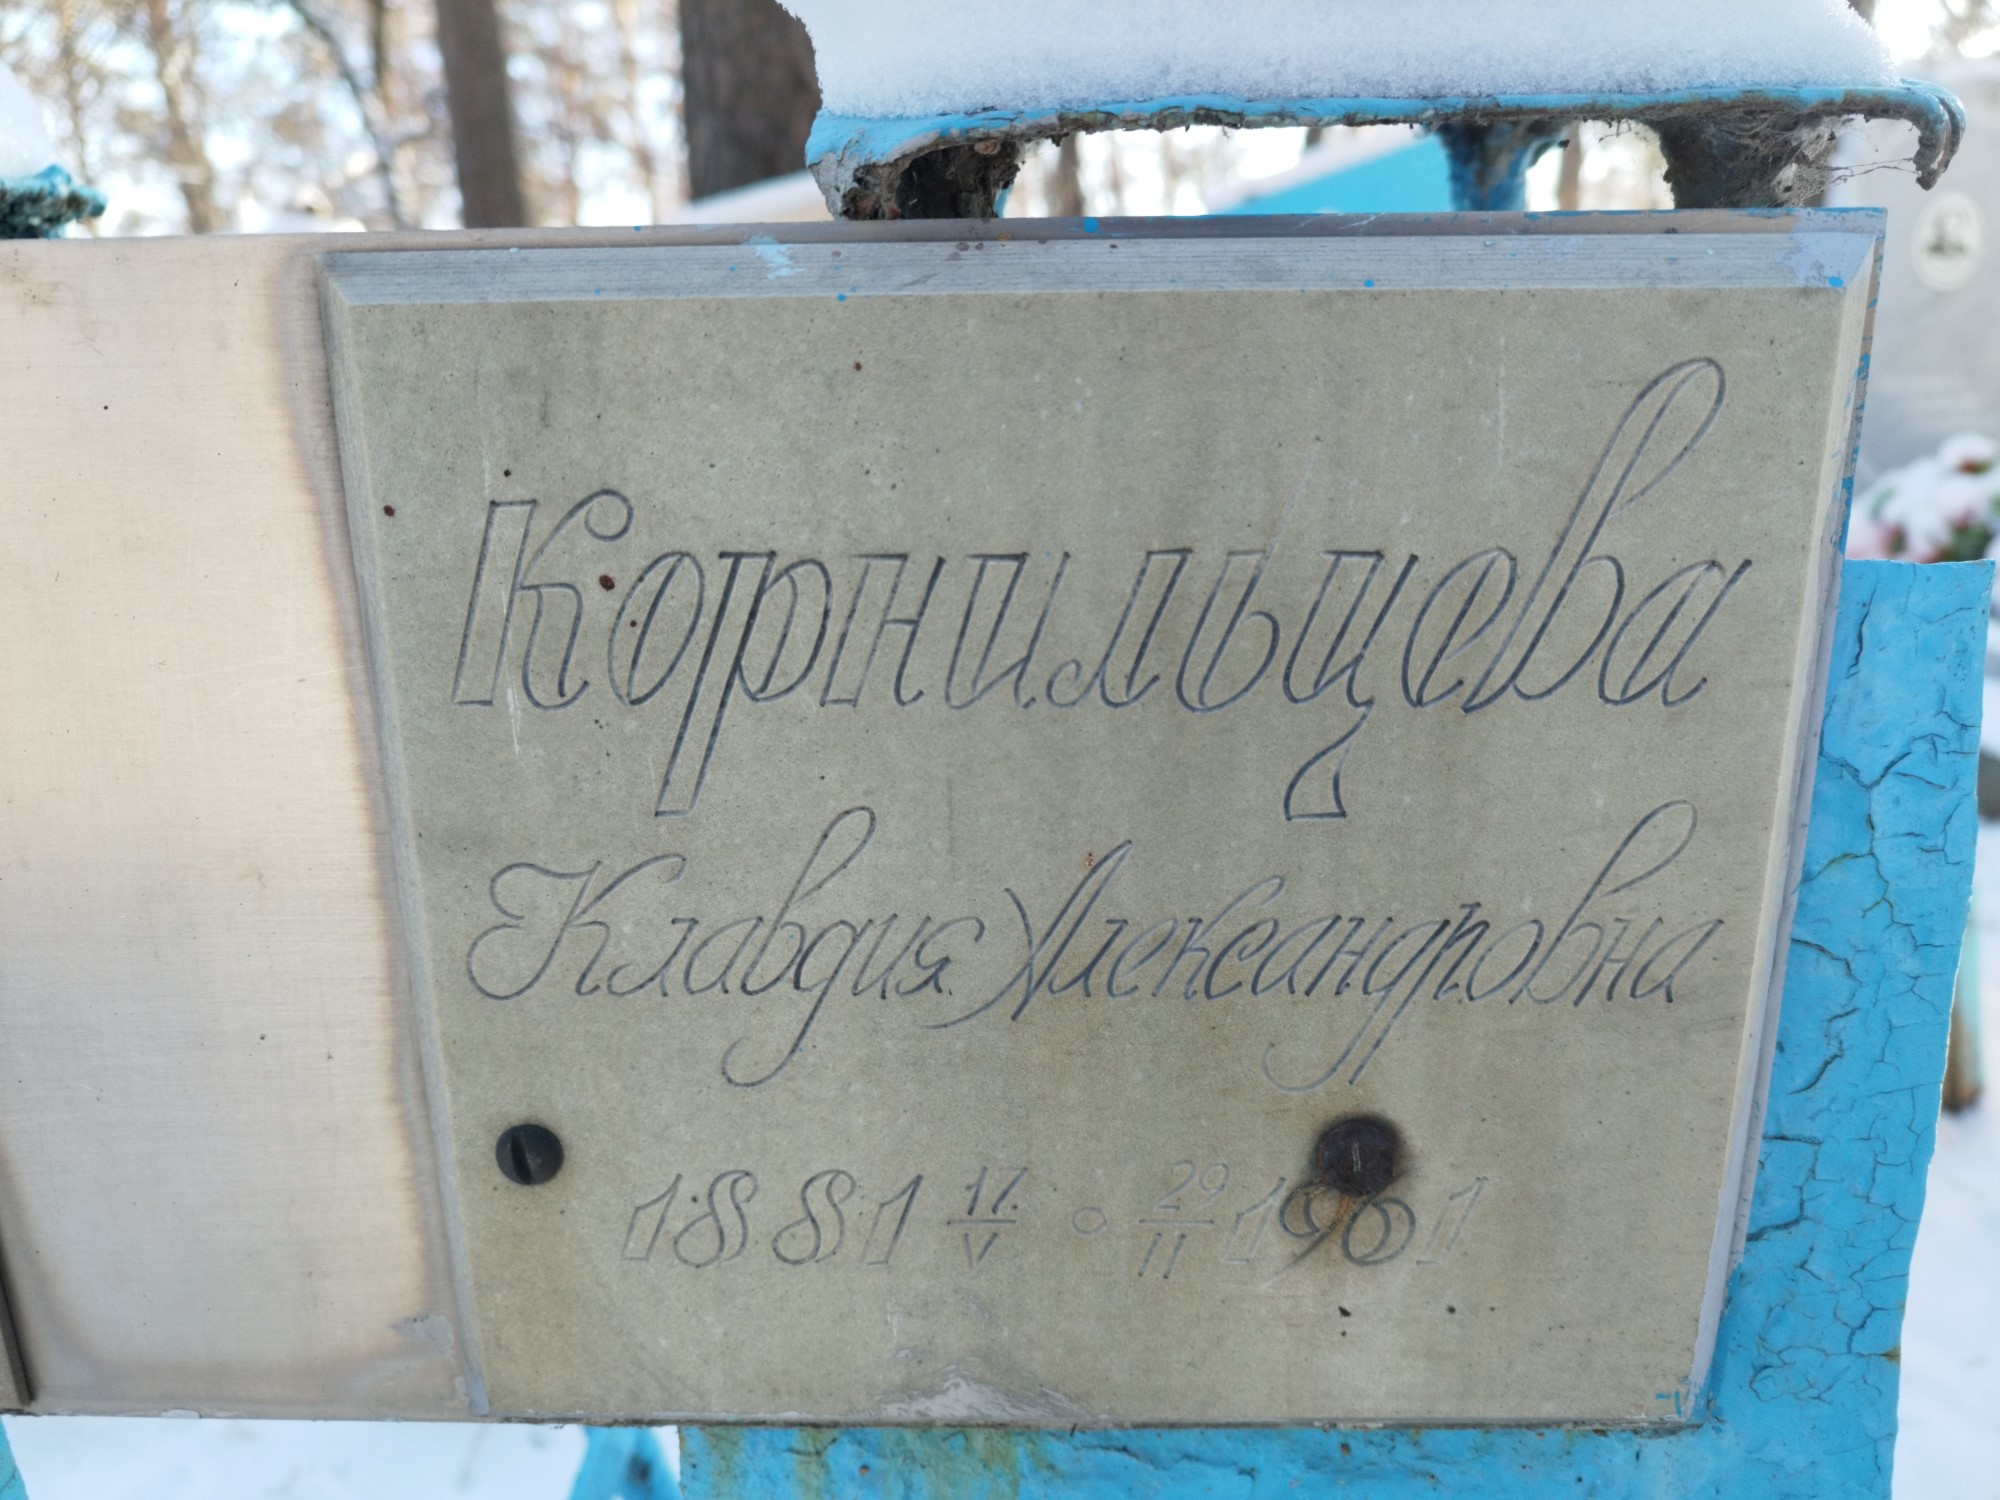 Корнильцева
Клавдия Александровна
1881 17/V ○ 29/II 1961